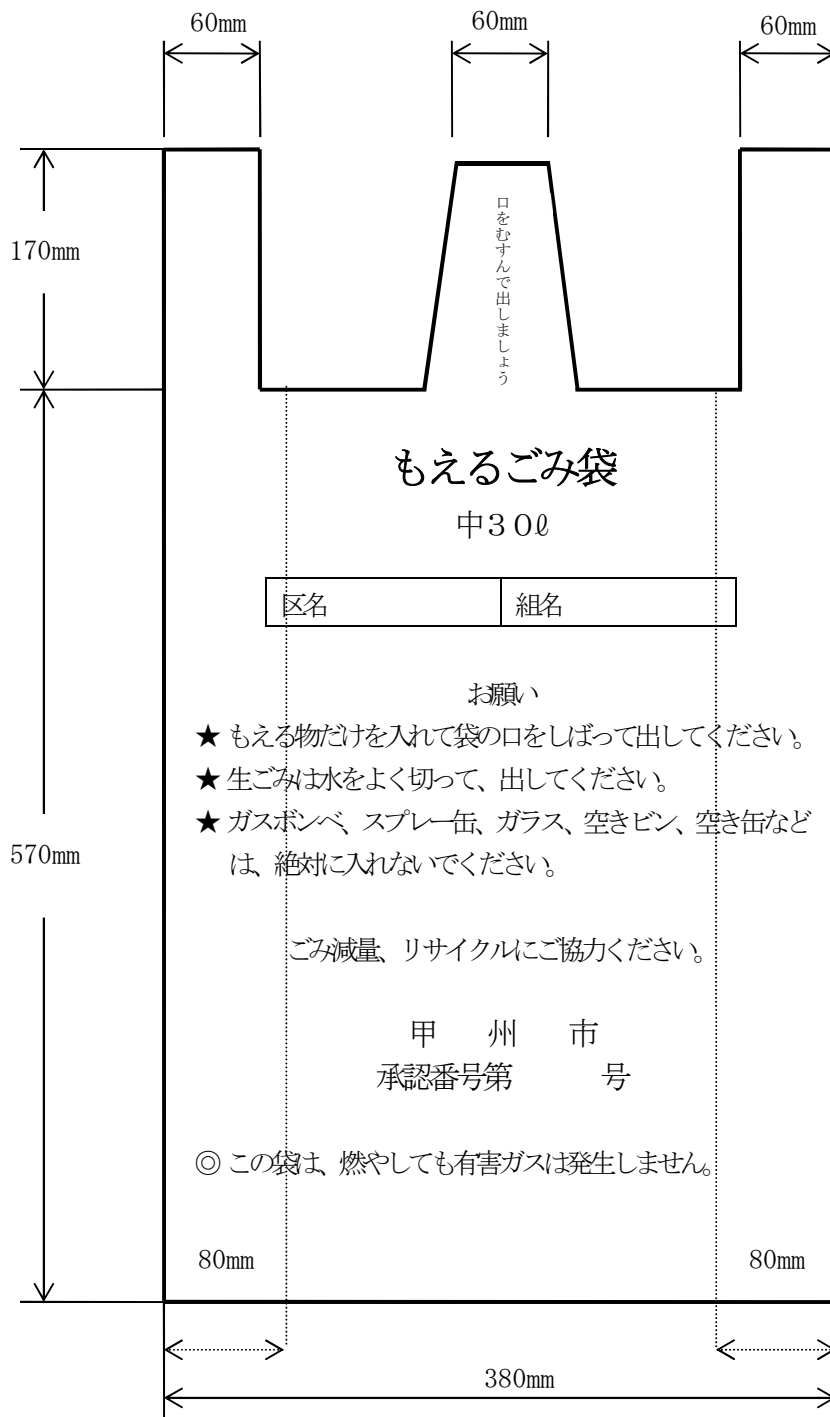 60mm 60mm 60mm
170mm
口をむすんで出しましょう
もえるごみ袋
中30ℓ
区名 組名
お願い
★ もえる物だけを入れて袋の口をしばって出してください。
★ 生ごみは水をよく切って、出してください。
★ ガスボンベ、スプレー缶、ガラス、空きビン、空き缶など
は、絶対に入れないでください。
570mm
ごみ減量、リサイクルにご協力ください。
甲 州 市
承認番号第 号
◎ この袋は、燃やしても有害ガスは発生しません。
80mm 80mm
380mm